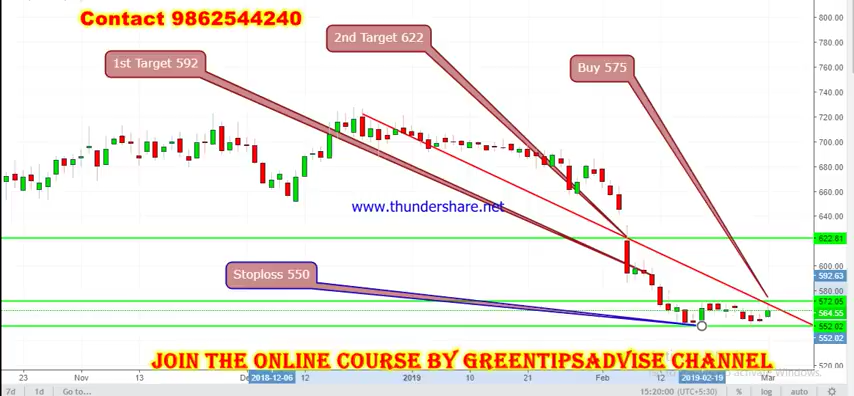 Contact 9862544240
2nd Target 622
1st Target 592
Buy 575
www.thundershare.net
Stoploss 550
800.00
780.00
760.00
740.00
720.00
700.00
680.00
660.00
640.00
622.61
600.00
592.63
580.00
572.05
564.55
552.02
552.02
520.00
JOIN THE ONLINE COURSE BY GREENTIPSADVISE CHANNEL
23
Nov
13
De
2018-12-06
12
2019
21
Feb
12
2019-02-19
Mar
7d
1d
Go to...
15:20:00 (UTC+5:30)
%
log
auto